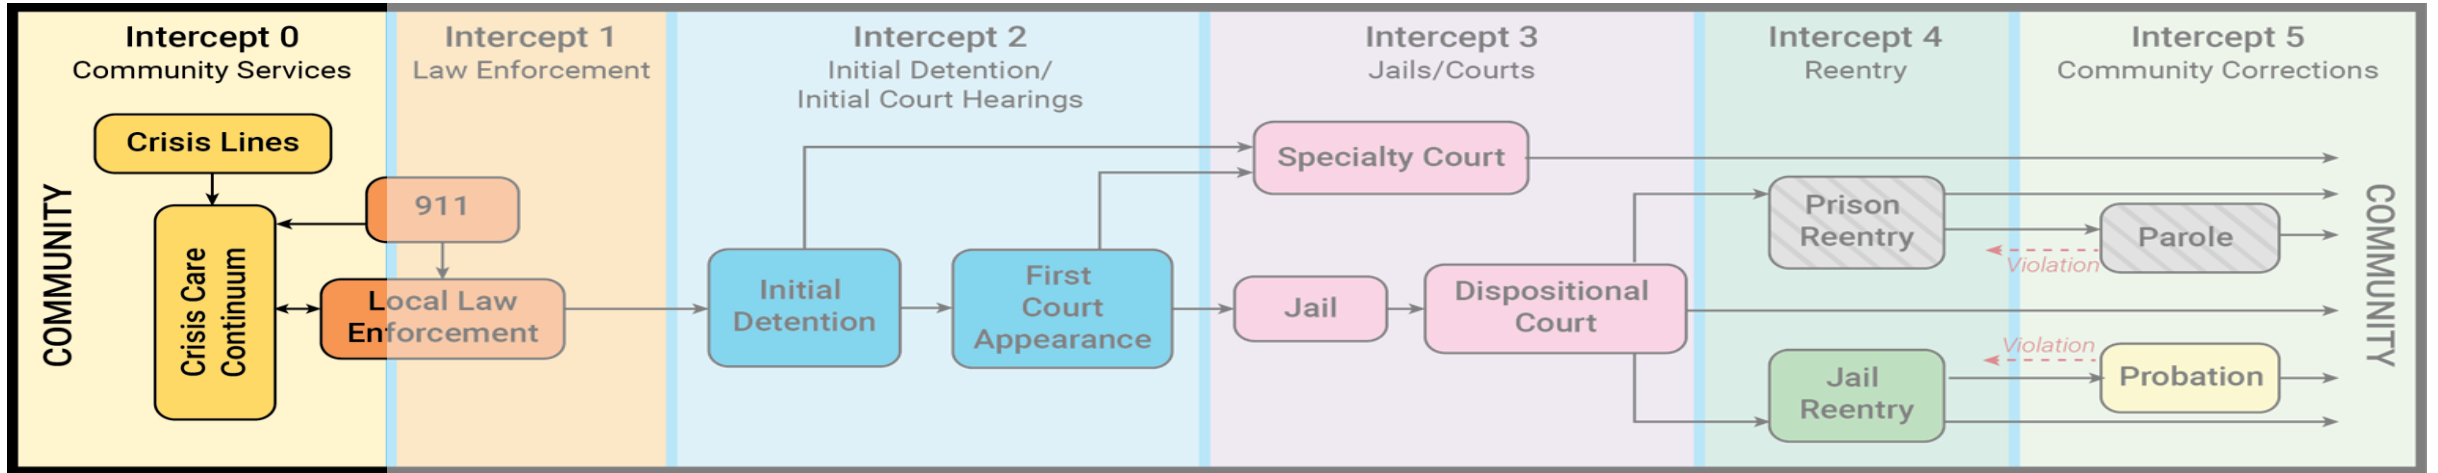 Intercept 0
Community Services
Intercept 1
Law Enforcement
Intercept 2
Initial Detention/
Initial Court Hearings
Intercept 3
Jails/Courts
Intercept 4
Reentry
Intercept 5
Community Corrections
COMMUNITY
Crisis Lines
Crisis Care
Continuum
911
Local Law
Enforcement
Initial
Detention
First
Court
Appearance
Specialty Court
Jail
Dispositional
Court
Prison
Reentry
Violation
Parole
Jail
Reentry
Violation
Probation
COMMUNITY